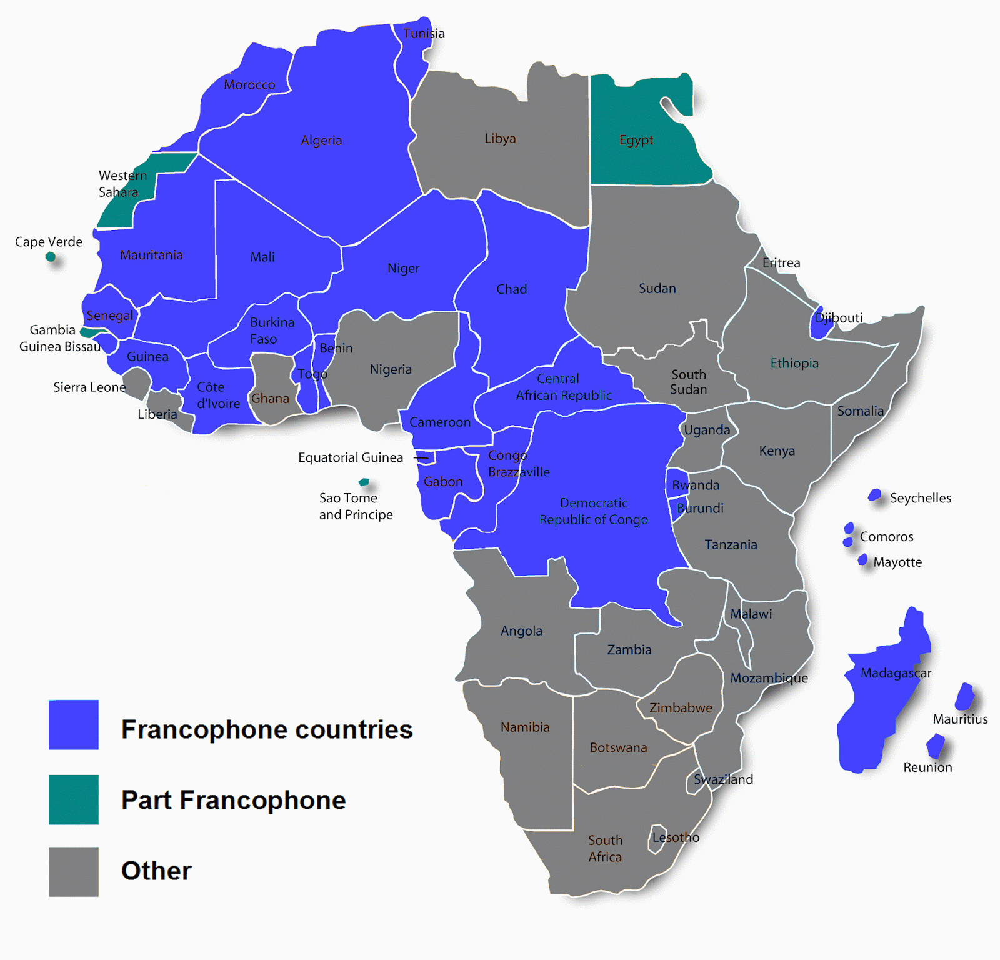 Tunisia
Morocco
Algeria
Libya
Egypt
Western
Sahara
Cape Verde
Mauritania
Mali
Niger
Chad
Sudan
Eritrea
Senegal
Gambia
Guinea Bissau
Burkina
Faso
Djibouti
Guinea
Benin
Nigeria
Ethiopia
Togo
Sierra Leone
Côte
d'Ivoire
Ghana
Central
African Republic
South
Sudan
Liberia
Cameroon
Somalia
Uganda
Kenya
Equatorial Guinea
Congo
Brazzaville
Gabon
Rwanda
Sao Tome
and Principe
Democratic
Republic of Congo
Burundi
Seychelles
Tanzania
Comoros
Mayotte
Malawi
Angola
Zambia
Mozambique
Madagascar
Zimbabwe
Mauritius
Namibia
Botswana
Reunion
Swaziland
South
Africa
Lesotho
Francophone countries
Part Francophone
Other